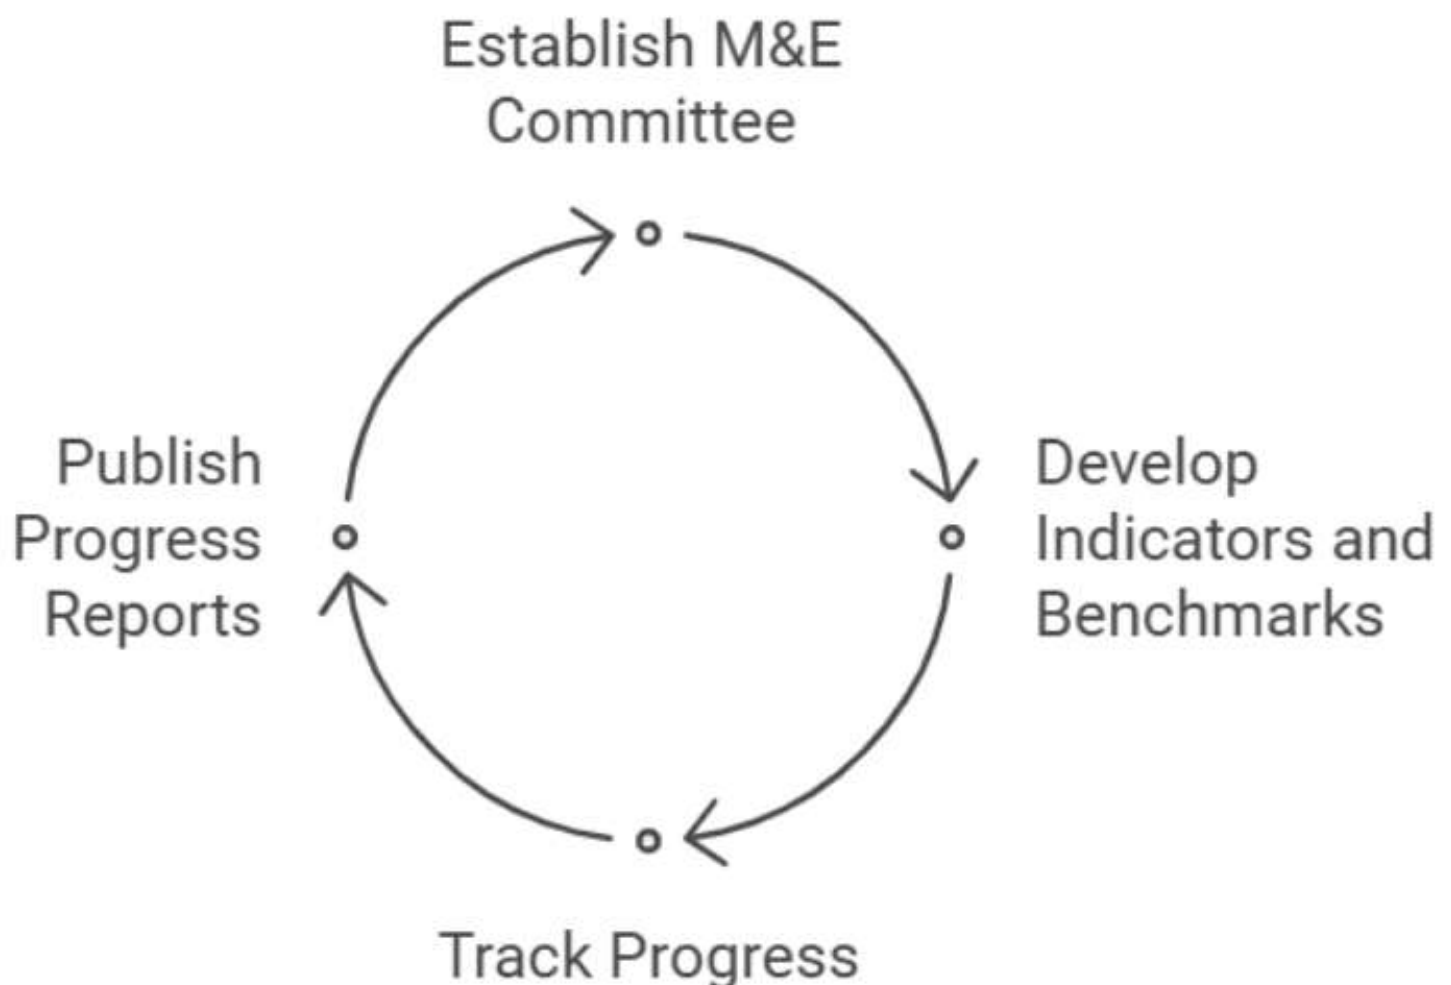 Establish M&E
Committee
Develop
Indicators and
Benchmarks
Track Progress
Publish
Progress
Reports